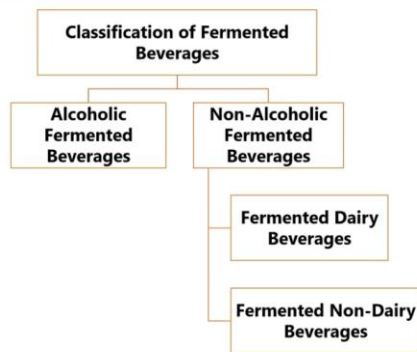 Classification of Fermented
Beverages
Alcoholic
Fermented
Beverages
Non-Alcoholic
Fermented
Beverages
Fermented Dairy
Beverages
Fermented Non-Dairy
Beverages